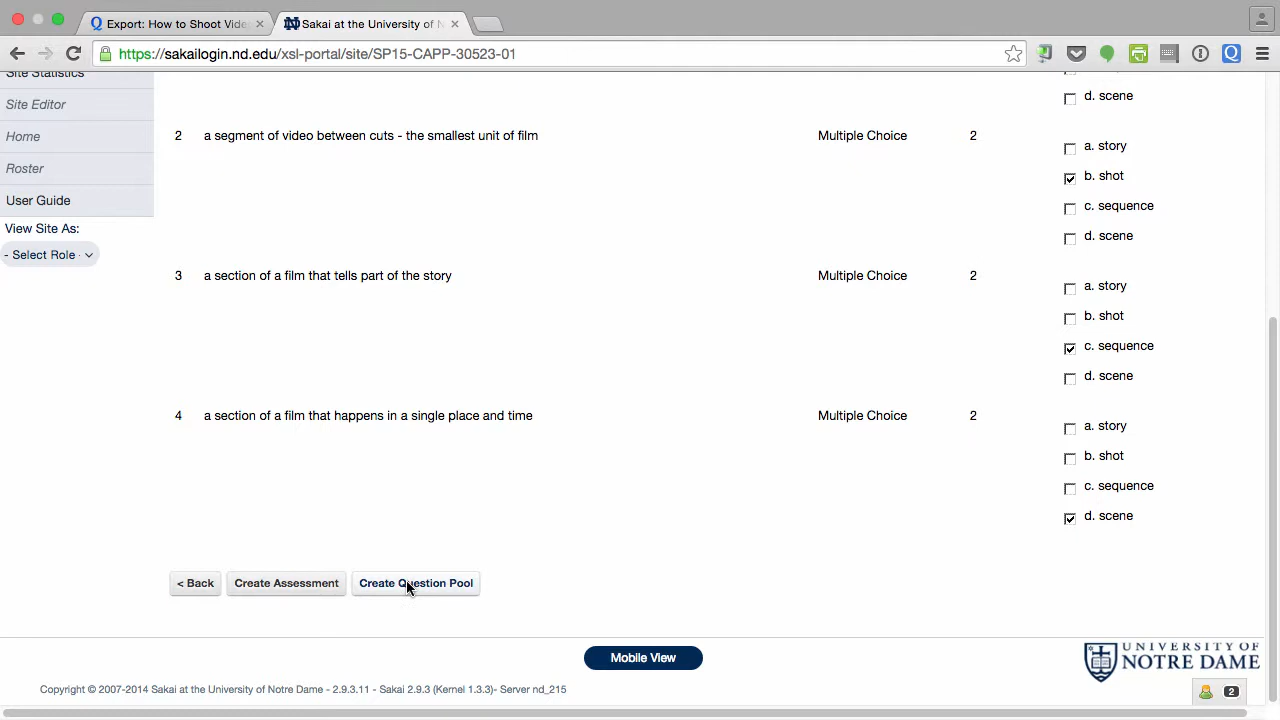 Export: How to Shoot Vide
Sakai at the University of N
https://sakailogin.nd.edu/xsl-portal/site/SP15-CAPP-30523-01
Site Statistics
Site Editor
Home
Roster
User Guide
View Site As:
- Select Role -
d. scene
2 a segment of video between cuts - the smallest unit of film Multiple Choice 2
a. story
b. shot
c. sequence
d. scene
3 a section of a film that tells part of the story Multiple Choice 2
a. story
b. shot
c. sequence
d. scene
4 a section of a film that happens in a single place and time Multiple Choice 2
a. story
b. shot
c. sequence
d. scene
< Back Create Assessment Create Question Pool
Mobile View
UNIVERSITY OF
NOTRE DAME
Copyright © 2007-2014 Sakai at the University of Notre Dame - 2.9.3.11 - Sakai 2.9.3 (Kernel 1.3.3)- Server nd_215
2